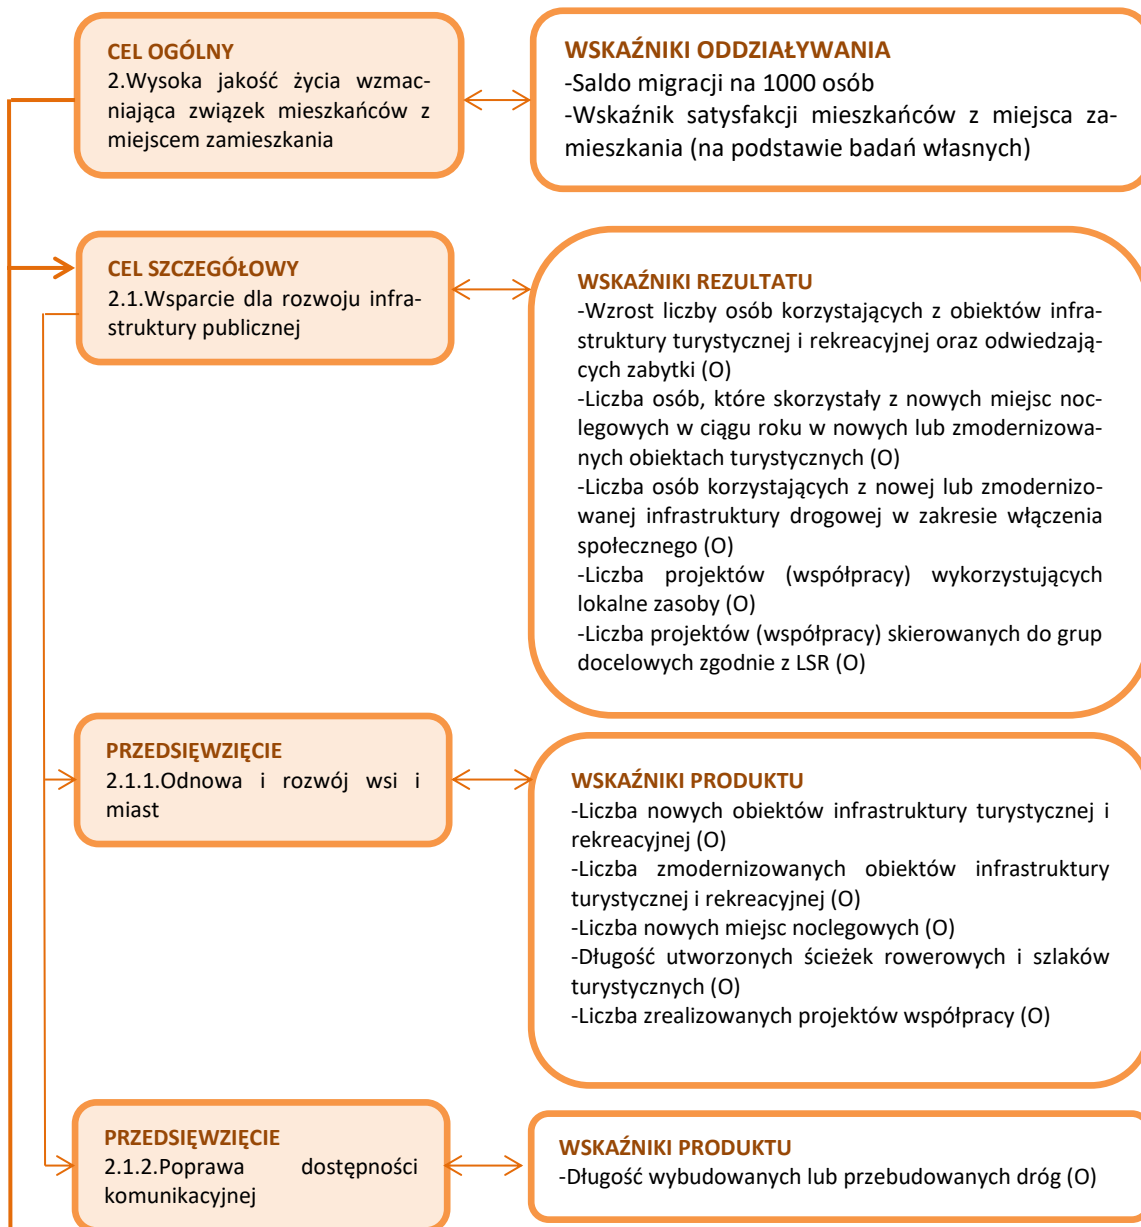 CEL OGÓLNY
2.Wysoka jakość życia wzmac-
niająca związek mieszkańców z
miejscem zamieszkania
WSKAŹNIKI ODDZIAŁYWANIA
-Saldo migracji na 1000 osób
-Wskaźnik satysfakcji mieszkańców z miejsca za-
mieszkania (na podstawie badań własnych)
CEL SZCZEGÓŁOWY
2.1.Wsparcie dla rozwoju infra-
struktury publicznej
WSKAŹNIKI REZULTATU
-Wzrost liczby osób korzystających z obiektów infra-
struktury turystycznej i rekreacyjnej oraz odwiedzają-
cych zabytki (O)
-Liczba osób, które skorzystały z nowych miejsc noc-
legowych w ciągu roku w nowych lub zmodernizowa-
nych obiektach turystycznych (O)
-Liczba osób korzystających z nowej lub zmodernizo-
wanej infrastruktury drogowej w zakresie włączenia
społecznego (O)
-Liczba projektów (współpracy) wykorzystujących
lokalne zasoby (O)
-Liczba projektów (współpracy) skierowanych do grup
docelowych zgodnie z LSR (O)
PRZEDSIĘWZIĘCIE
2.1.1.Odnowa i rozwój wsi i
miast
WSKAŹNIKI PRODUKTU
-Liczba nowych obiektów infrastruktury turystycznej i
rekreacyjnej (O)
-Liczba zmodernizowanych obiektów infrastruktury
turystycznej i rekreacyjnej (O)
-Liczba nowych miejsc noclegowych (O)
-Długość utworzonych ścieżek rowerowych i szlaków
turystycznych (O)
-Liczba zrealizowanych projektów współpracy (O)
PRZEDSIĘWZIĘCIE
2.1.2.Poprawa dostępności
komunikacyjnej
WSKAŹNIKI PRODUKTU
-Długość wybudowanych lub przebudowanych dróg (O)